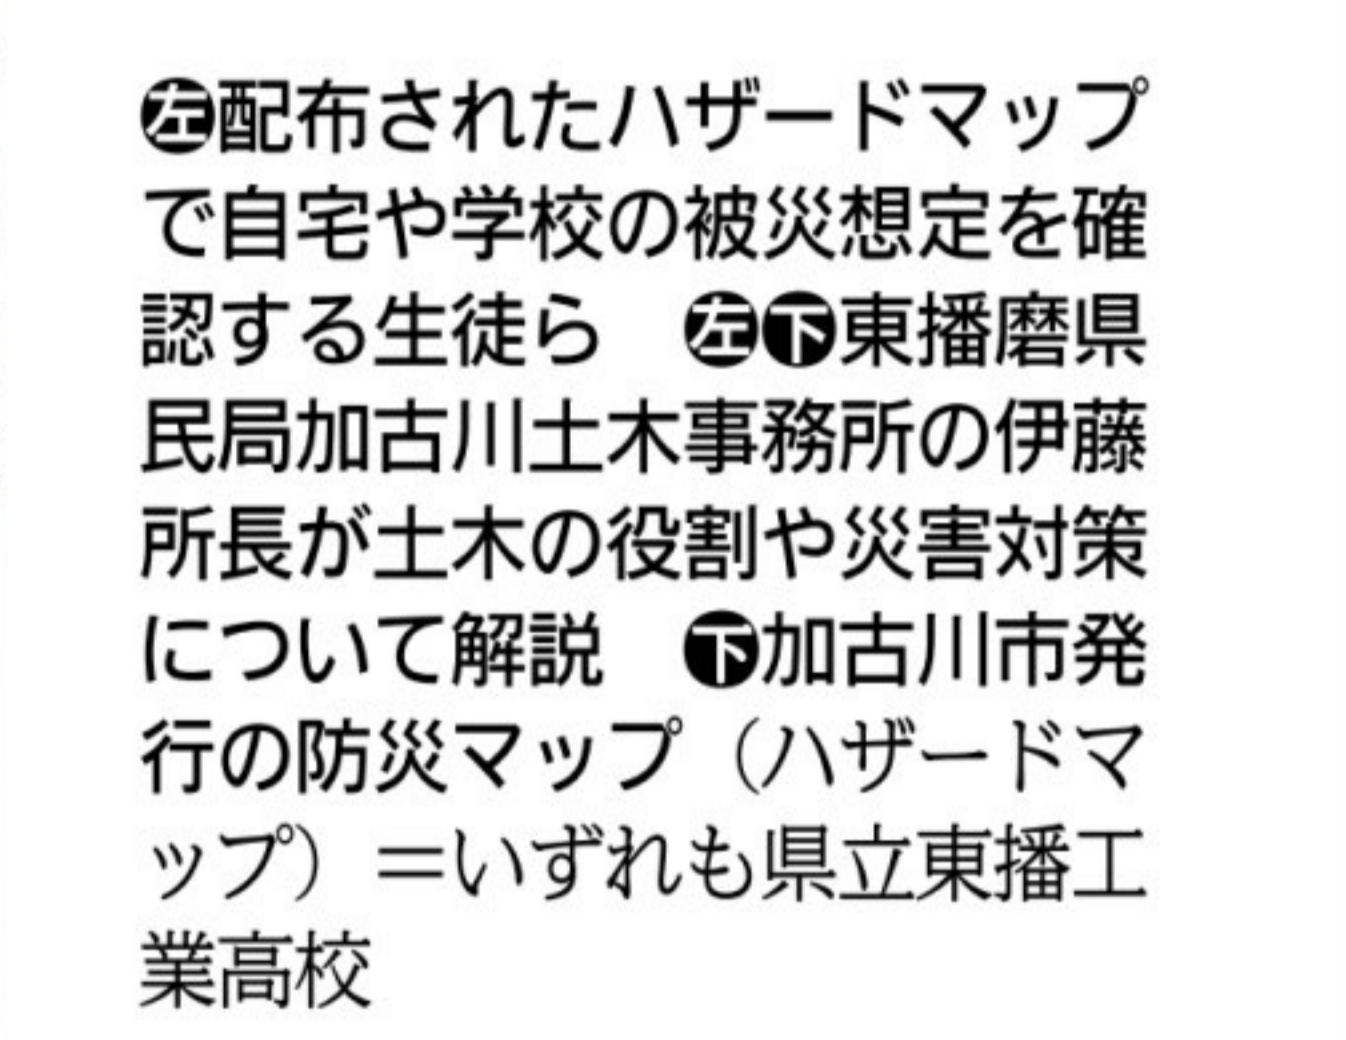 左配布されたハザードマップ
で自宅や学校の被災想定を確
認する生徒ら　左下東播磨県
民局加古川土木事務所の伊藤
所長が土木の役割や災害対策
について解説　下加古川市発
行の防災マップ（ハザードマ
ップ）＝いずれも県立東播工
業高校